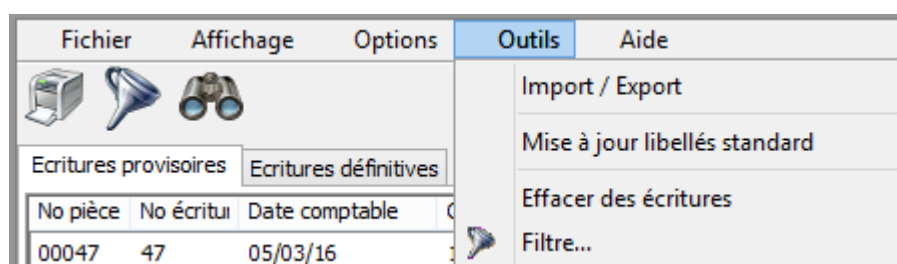 Fichier Affichage Options Outils Aide
Import / Export
Mise à jour libellés standard
Ecritures provisoires Ecritures définitives
Effacer des écritures
No pièce No écritur Date comptable
Filtre...
00047 47 05/03/16